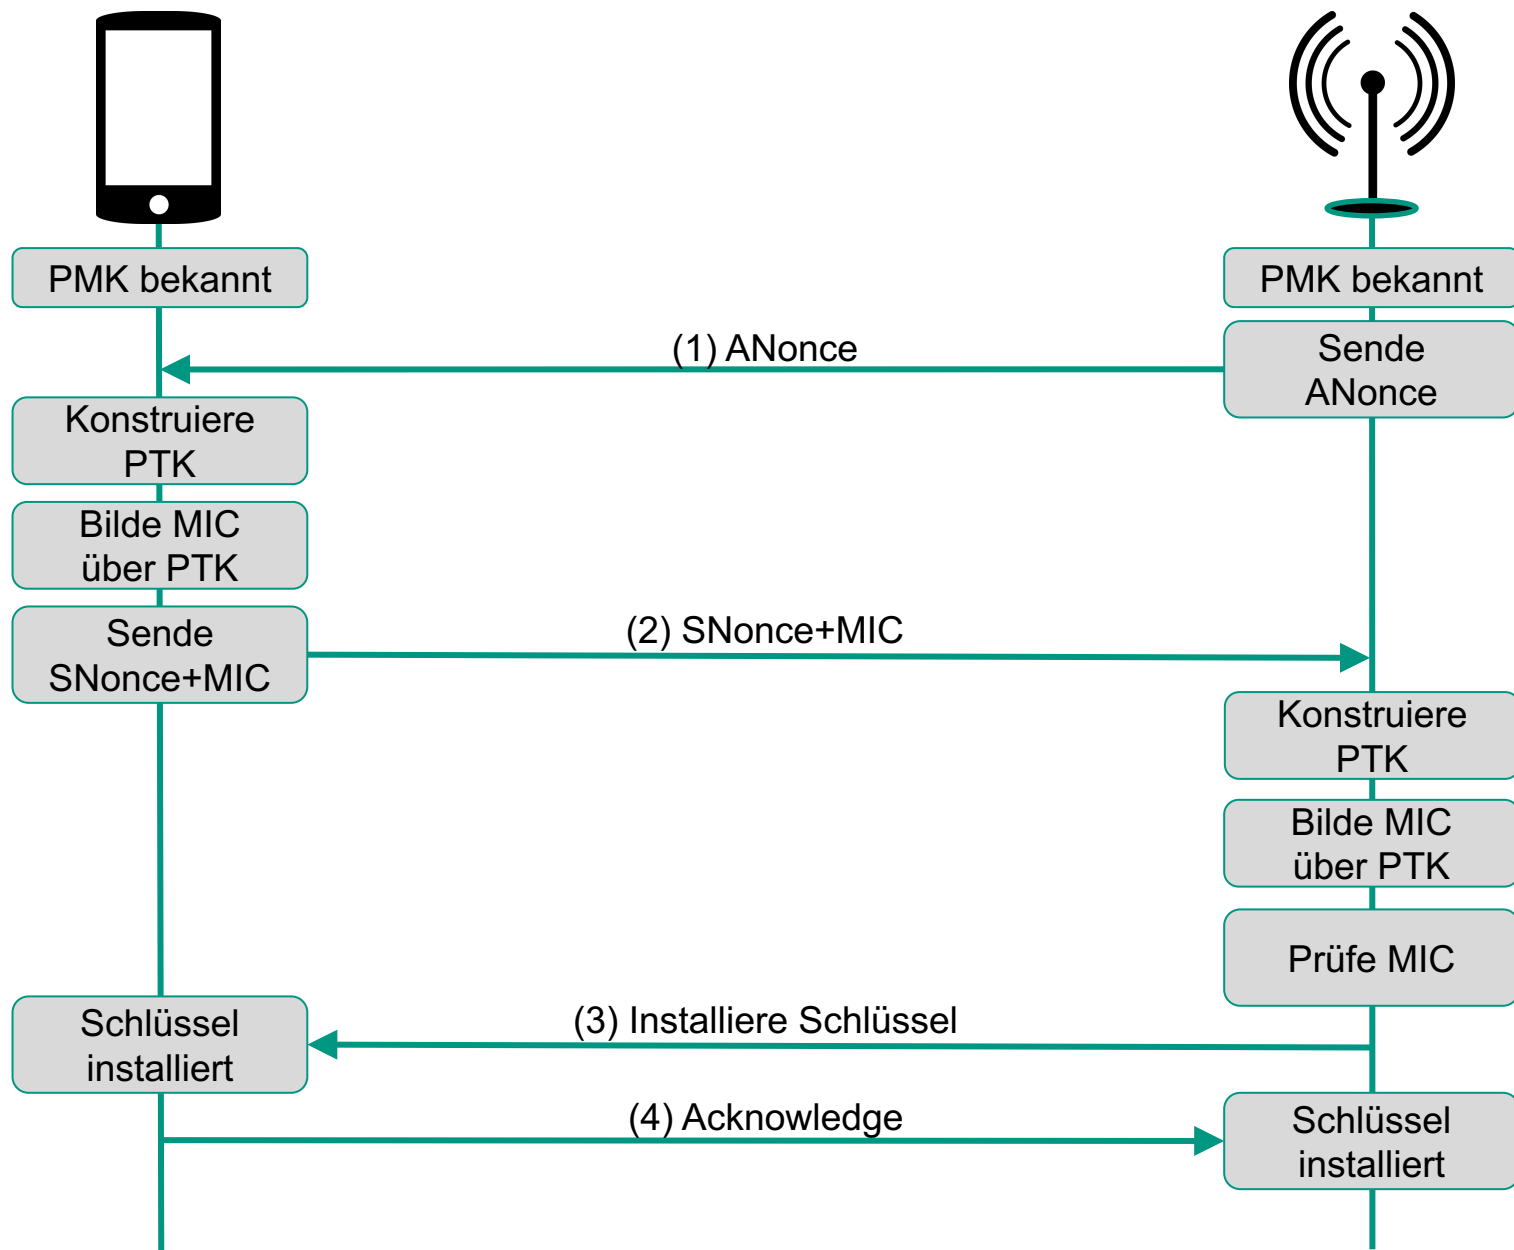 PMK bekannt
PMK bekannt
(1) ANonce
Sende
ANonce
Konstruiere
PTK
Bilde MIC
über PTK
Sende
SNonce+MIC
(2) SNonce+MIC
Konstruiere
PTK
Bilde MIC
über PTK
Prüfe MIC
(3) Installiere Schlüssel
Schlüssel
installiert
(4) Acknowledge
Schlüssel
installiert